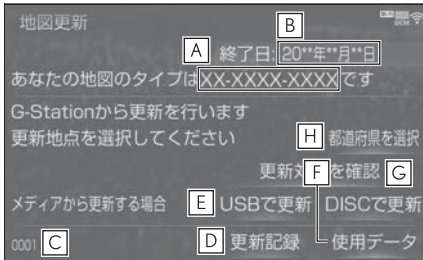 地図更新 DCM
B
A 終了日: 20**年**月**日
あなたの地図のタイプはXX-XXXX-XXXXです
G-Stationから更新を行います
更新地点を選択してください H 都道府県を選択
更新 F を確認 G
メディアから更新する場合 E USBで更新 DISCで更新
0001 C D 更新記録 使用データ